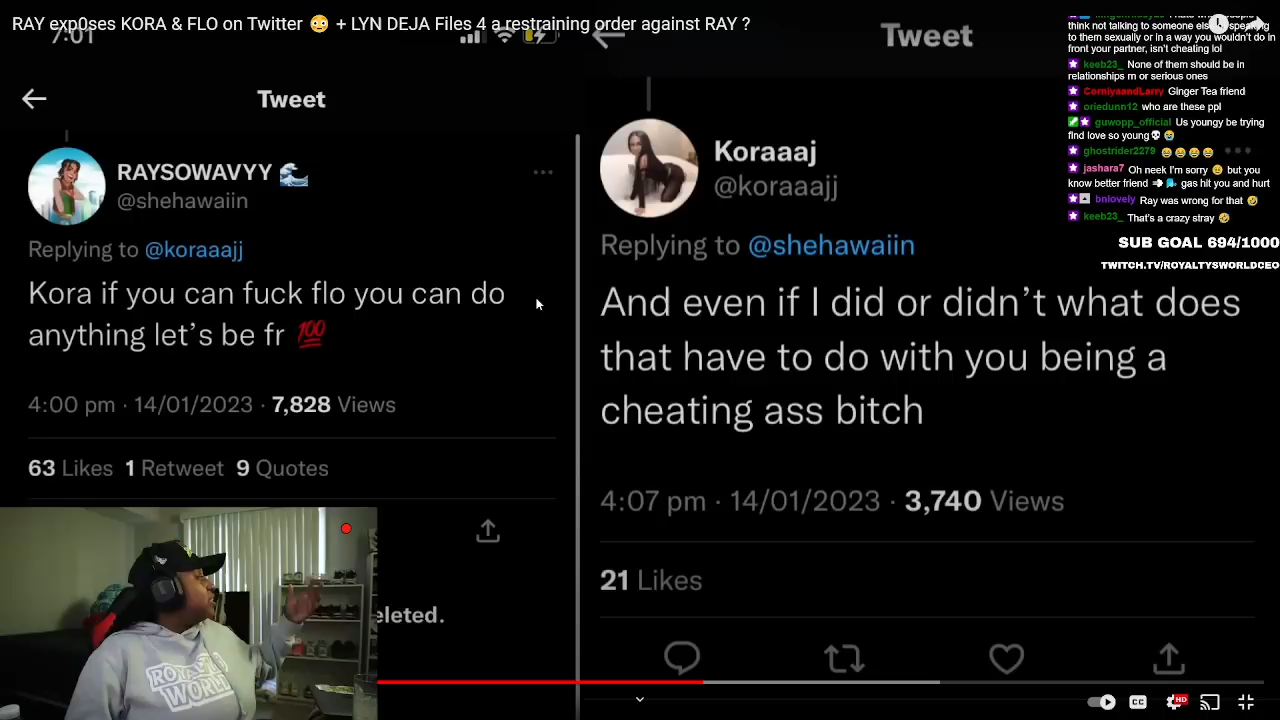 RAY exp0ses KORA & FLO on Twitter 😳 + LYN DEJA Files 4 a restraining order against RAY ?
7:01
Tweet
RAYSOWAVYY 🌊
@shehawaiin
Replying to @koraaajj
Kora if you can fuck flo you can do
anything let’s be fr 💯
4:00 pm · 14/01/2023 · 7,828 Views
63 Likes 1 Retweet 9 Quotes
eleted.
Tweet
Koraaaj
@koraaajj
Replying to @shehawaiin
And even if I did or didn’t what does
that have to do with you being a
cheating ass bitch
4:07 pm · 14/01/2023 · 3,740 Views
21 Likes
think not talking to someone else
to them sexually or in a way you wouldn't do in
front your partner, isn't cheating lol
keeb23_ None of them should be in
relationships rn or serious ones
CorniyaandLarry Ginger Tea friend
oriedunn12 who are these ppl
guwopp_official Us youngy be trying
find love so young💀😭
ghostrider2279 😂😂😂😂
jashara7 Oh neek I'm sorry but you
know better friend gas hit you and hurt
bnlovely Ray was wrong for that 🤣
keeb23_ That's a crazy stray 🤣
SUB GOAL 694/1000
TWITCH.TV/ROYALTYSWORLDCEO
ROYALTY'S
WORLD
CC
HD